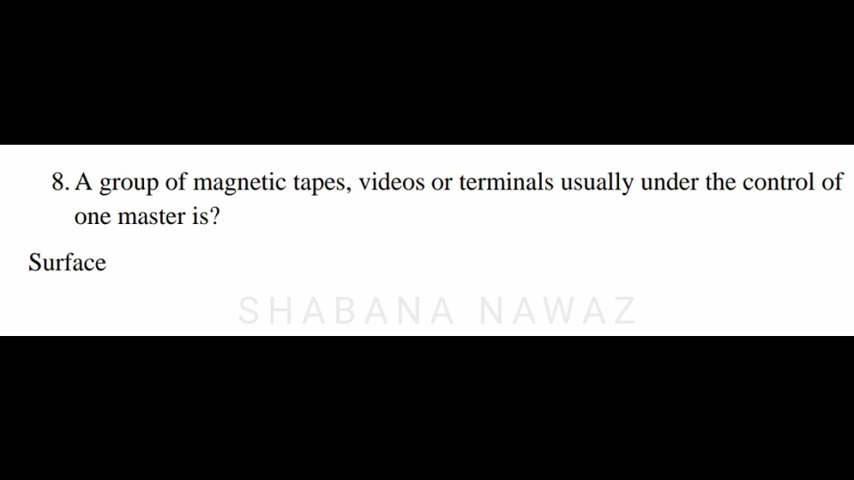 8. A group of magnetic tapes, videos or terminals usually under the control of
one master is?
Surface
SHABANA NAWAZ